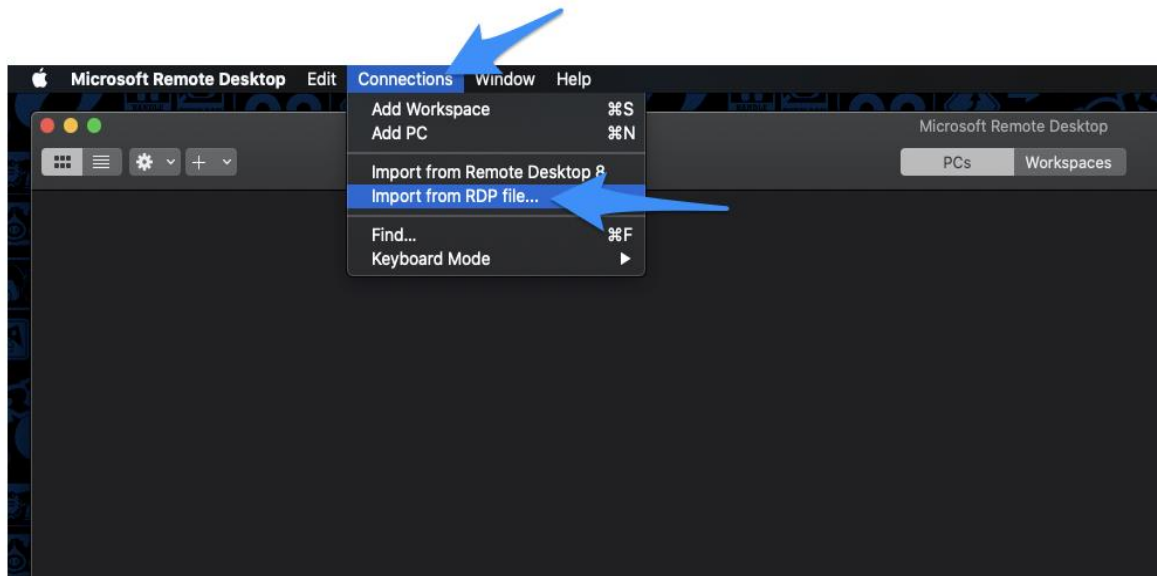 Microsoft Remote Desktop Edit Connections Window Help
Add Workspace ⌘S
Add PC ⌘N
Microsoft Remote Desktop
PCs Workspaces
Import from Remote Desktop 8
Import from RDP file...
Find... ⌘F
Keyboard Mode